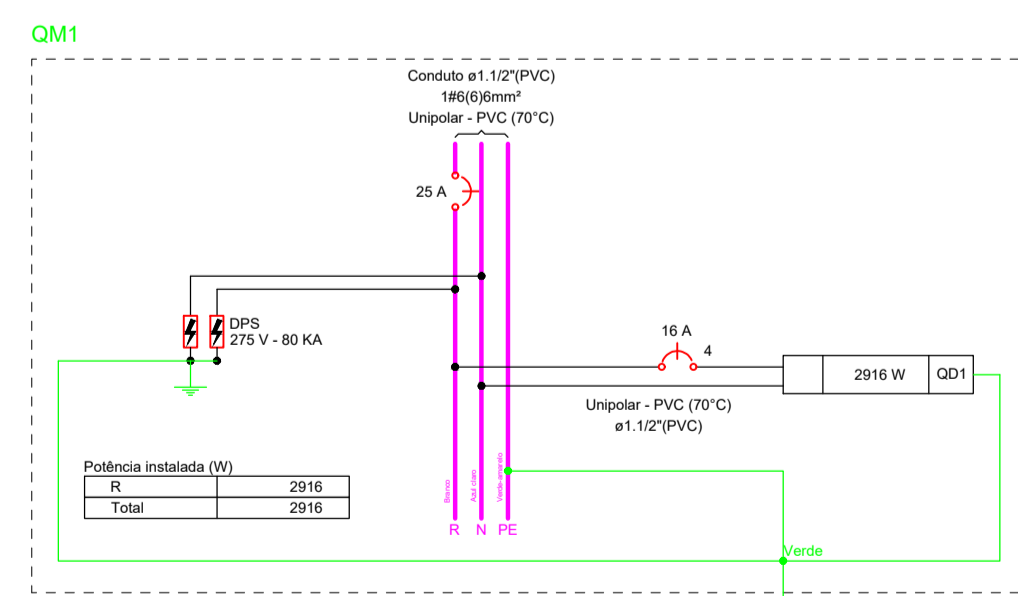 QM1
Conduto ø1.1/2"(PVC)
1#6(6)6mm²
Unipolar - PVC (70°C)
25 A
DPS
275 V - 80 KA
16 A
4
2916 W
QD1
Unipolar - PVC (70°C)
ø1.1/2"(PVC)
Potência instalada (W)
R 2916
Total 2916
Branco
Azul claro
Verde-amarelo
R N PE
Verde